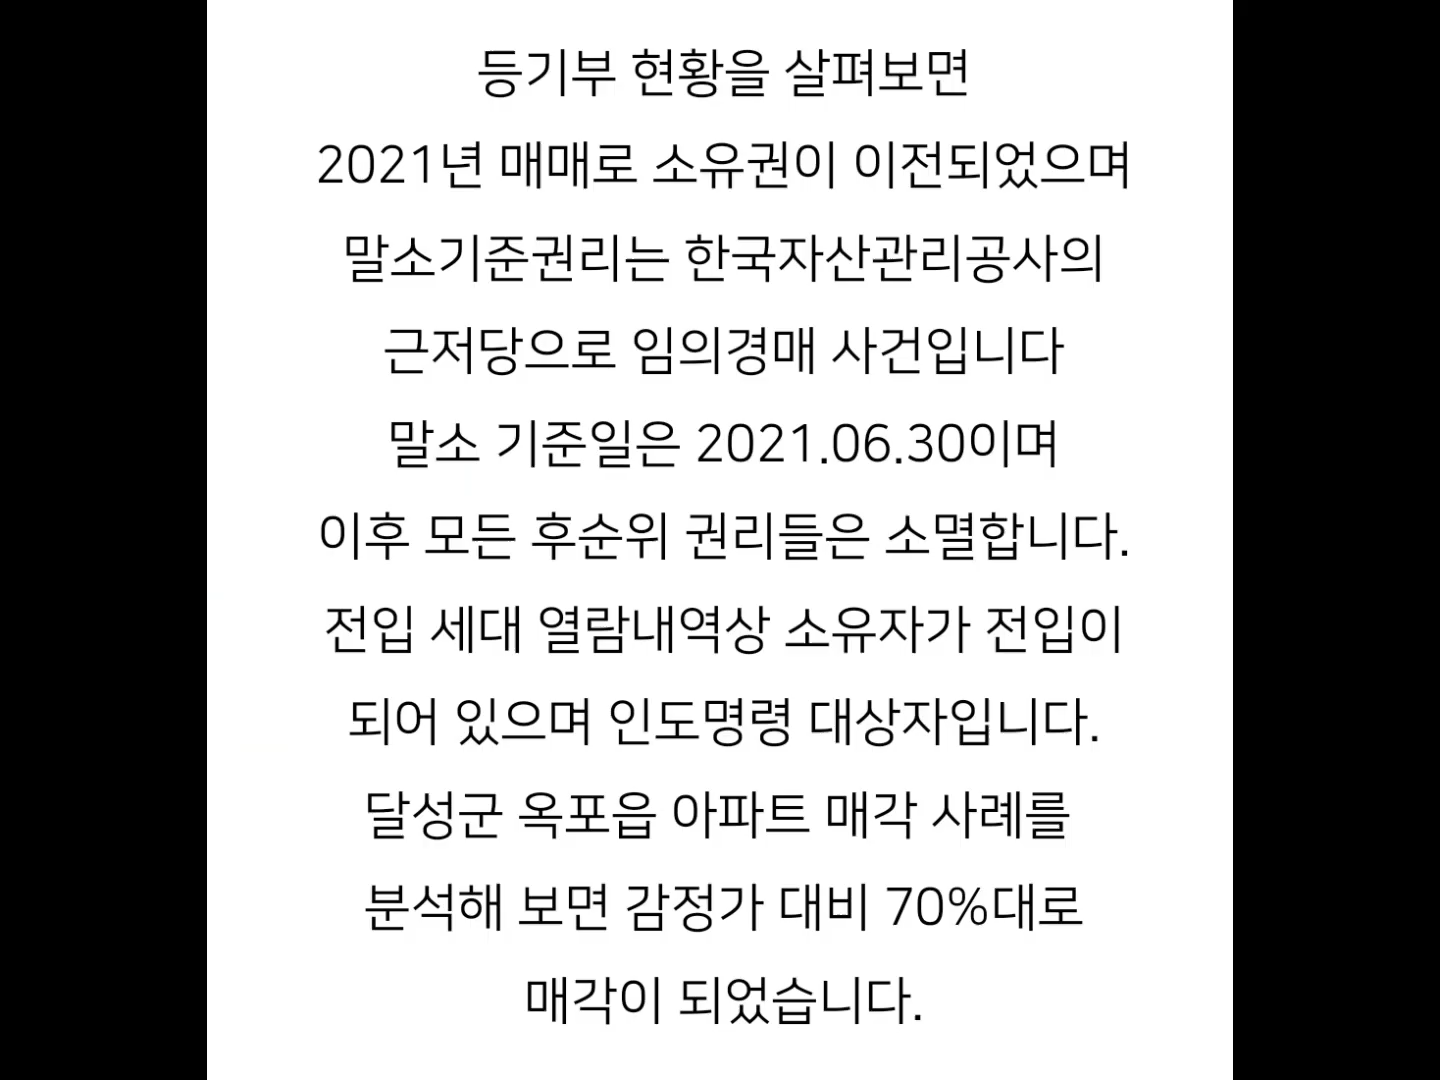 등기부 현황을 살펴보면
2021년 매매로 소유권이 이전되었으며
말소기준권리는 한국자산관리공사의
근저당으로 임의경매 사건입니다
말소 기준일은 2021.06.30이며
이후 모든 후순위 권리들은 소멸합니다.
전입 세대 열람내역상 소유자가 전입이
되어 있으며 인도명령 대상자입니다.
달성군 옥포읍 아파트 매각 사례를
분석해 보면 감정가 대비 70%대로
매각이 되었습니다.